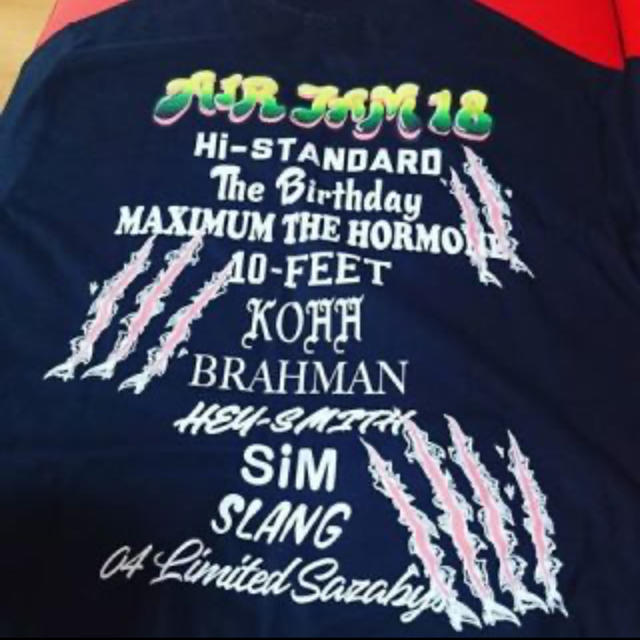 AIR JAM 18
Hi-STANDARD
The Birthday
MAXIMUM THE HORMONE
10-FEET
KOHH
BRAHMAN
HEY-SMITH
SiM
SLANG
04 Limited Sazabys